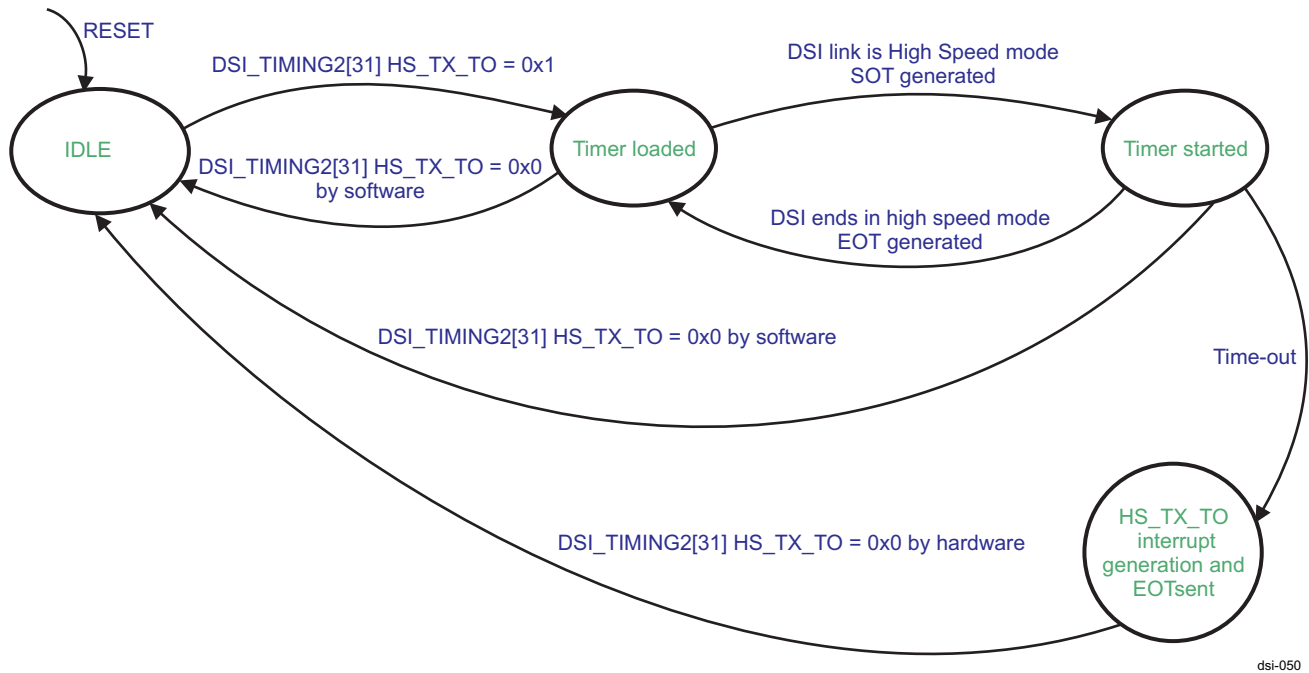 RESET
DSI_TIMING2[31] HS_TX_TO = 0x1
DSI link is High Speed mode
SOT generated
IDLE
Timer loaded
Timer started
DSI_TIMING2[31] HS_TX_TO = 0x0
by software
DSI ends in high speed mode
EOT generated
DSI_TIMING2[31] HS_TX_TO = 0x0 by software
Time-out
HS_TX_TO
interrupt
generation and
EOTsent
DSI_TIMING2[31] HS_TX_TO = 0x0 by hardware
dsi-050